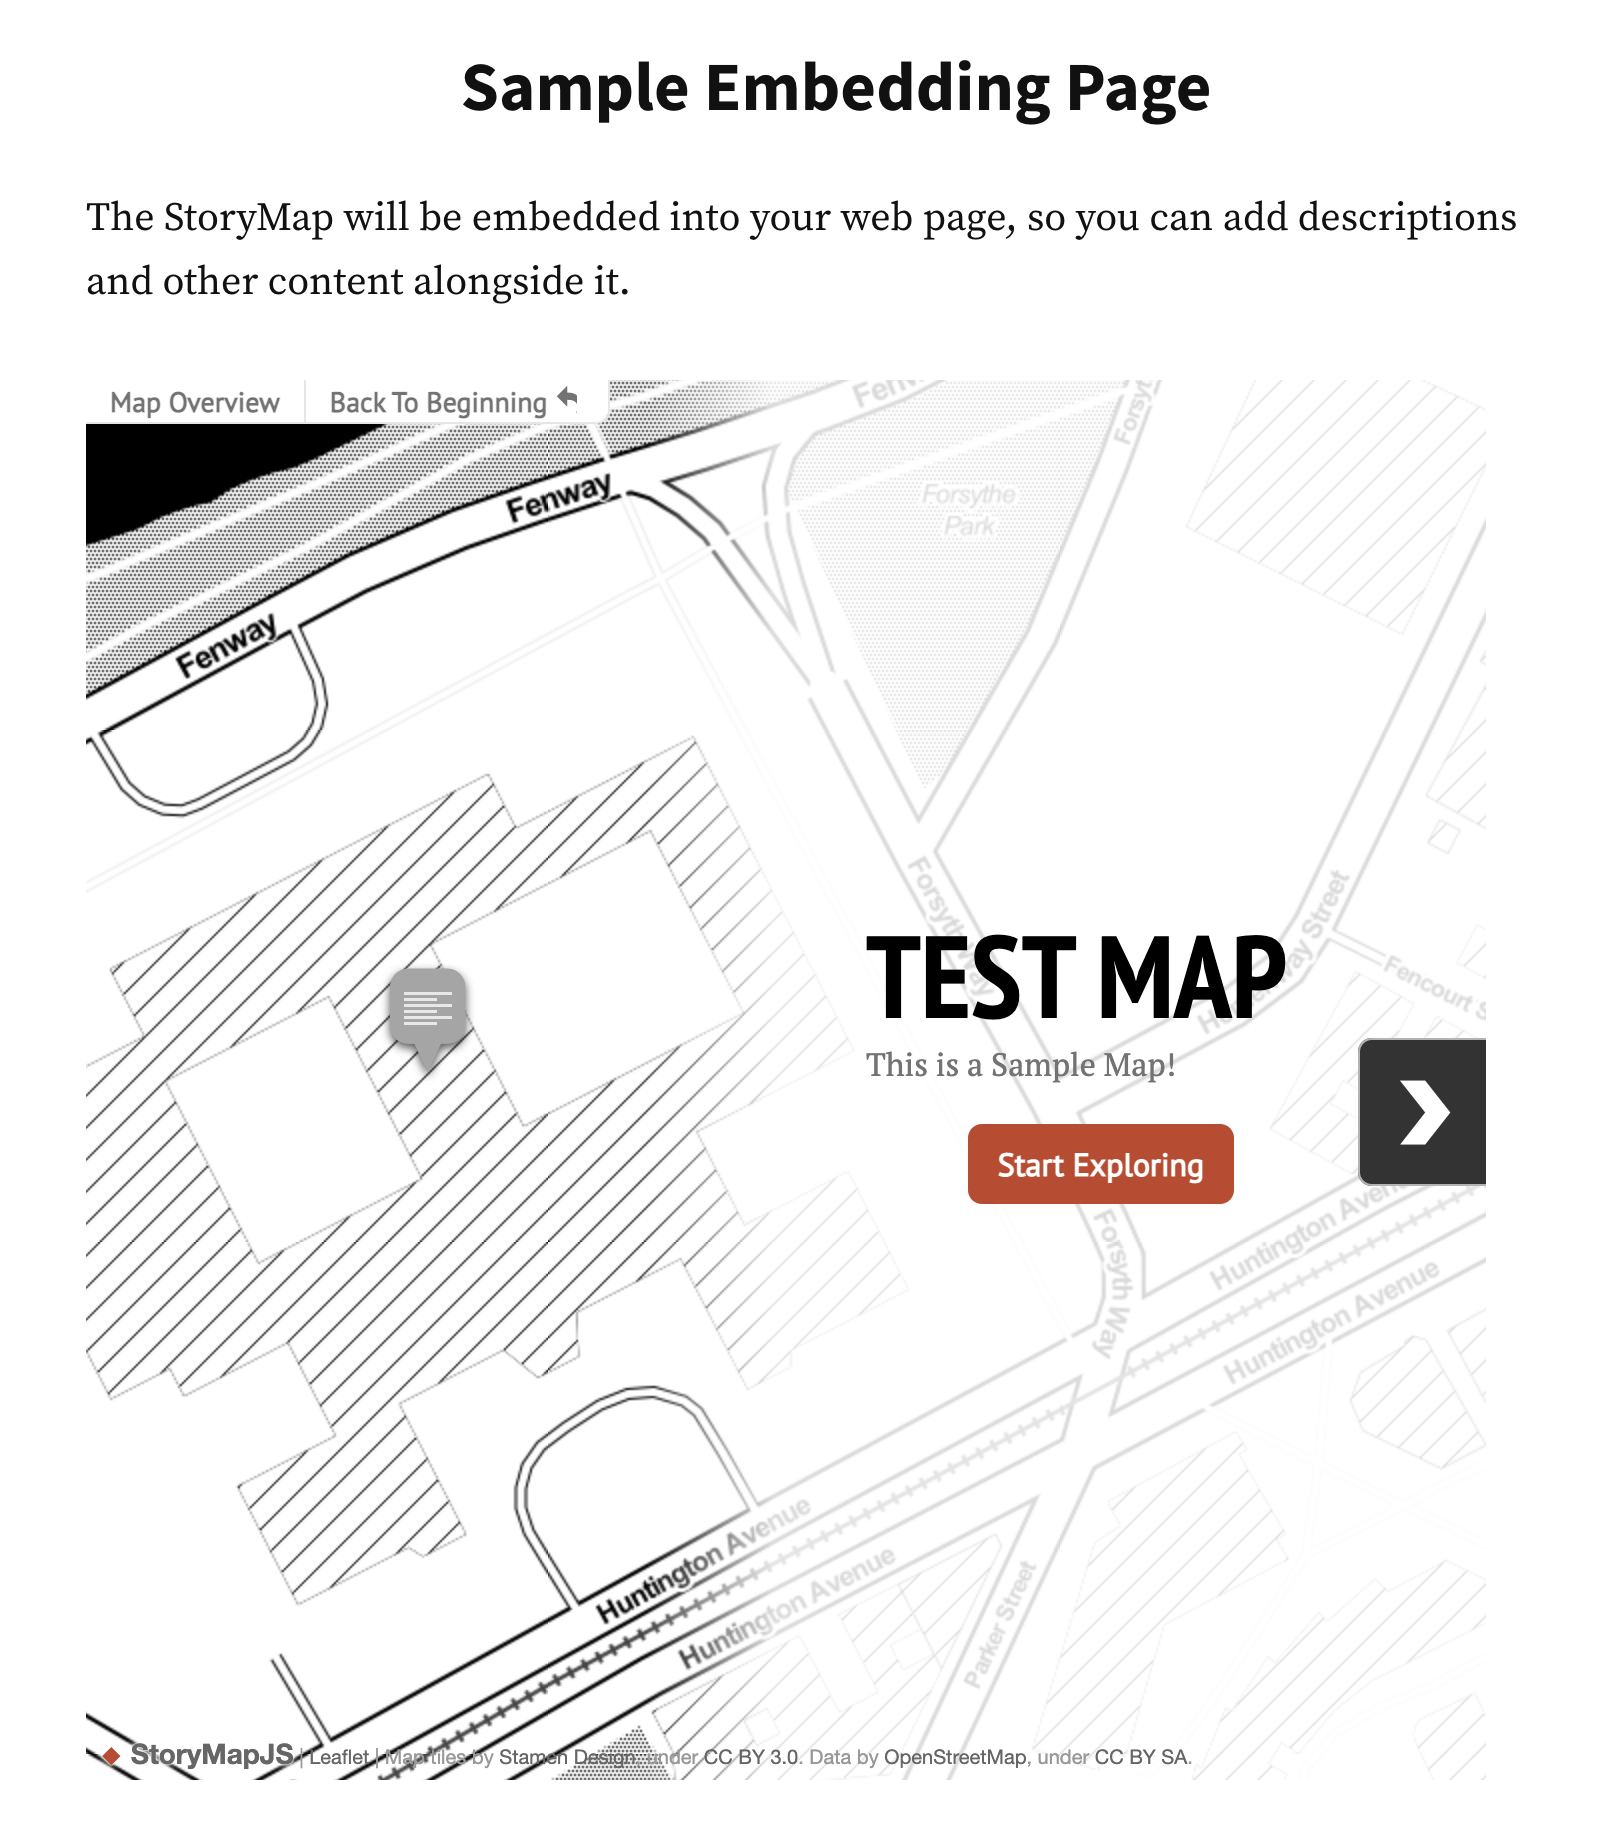 Sample Embedding Page
The StoryMap will be embedded into your web page, so you can add descriptions
and other content alongside it.
Map Overview
Back To Beginning
Fenway
Forsythe
Park
Fenway
Forsyth Way
TEST MAP
This is a Sample Map!
Start Exploring
Fencourt
Huntington Avenue
Forsyth Way
Huntington Avenue
Huntington Avenue
Huntington Avenue
Parker Street
StoryMapJS | Leaflet | Map tiles by Stamen Design, under CC BY 3.0. Data by OpenStreetMap, under CC BY SA.